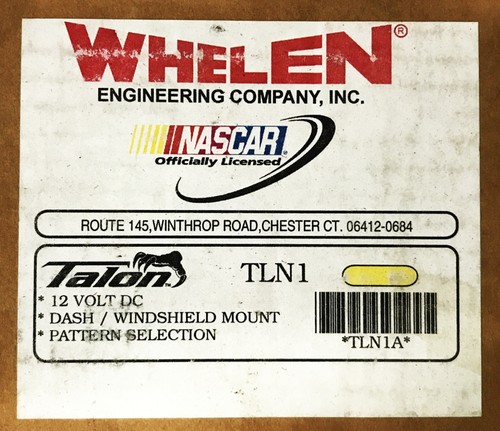 WHELEN®
ENGINEERING COMPANY, INC.
NASCAR.
Officially Licensed
ROUTE 145,WINTHROP ROAD,CHESTER CT. 06412-0684
Talon TLN1
* 12 VOLT DC
* DASH / WINDSHIELD MOUNT
* PATTERN SELECTION
*TLN1A*